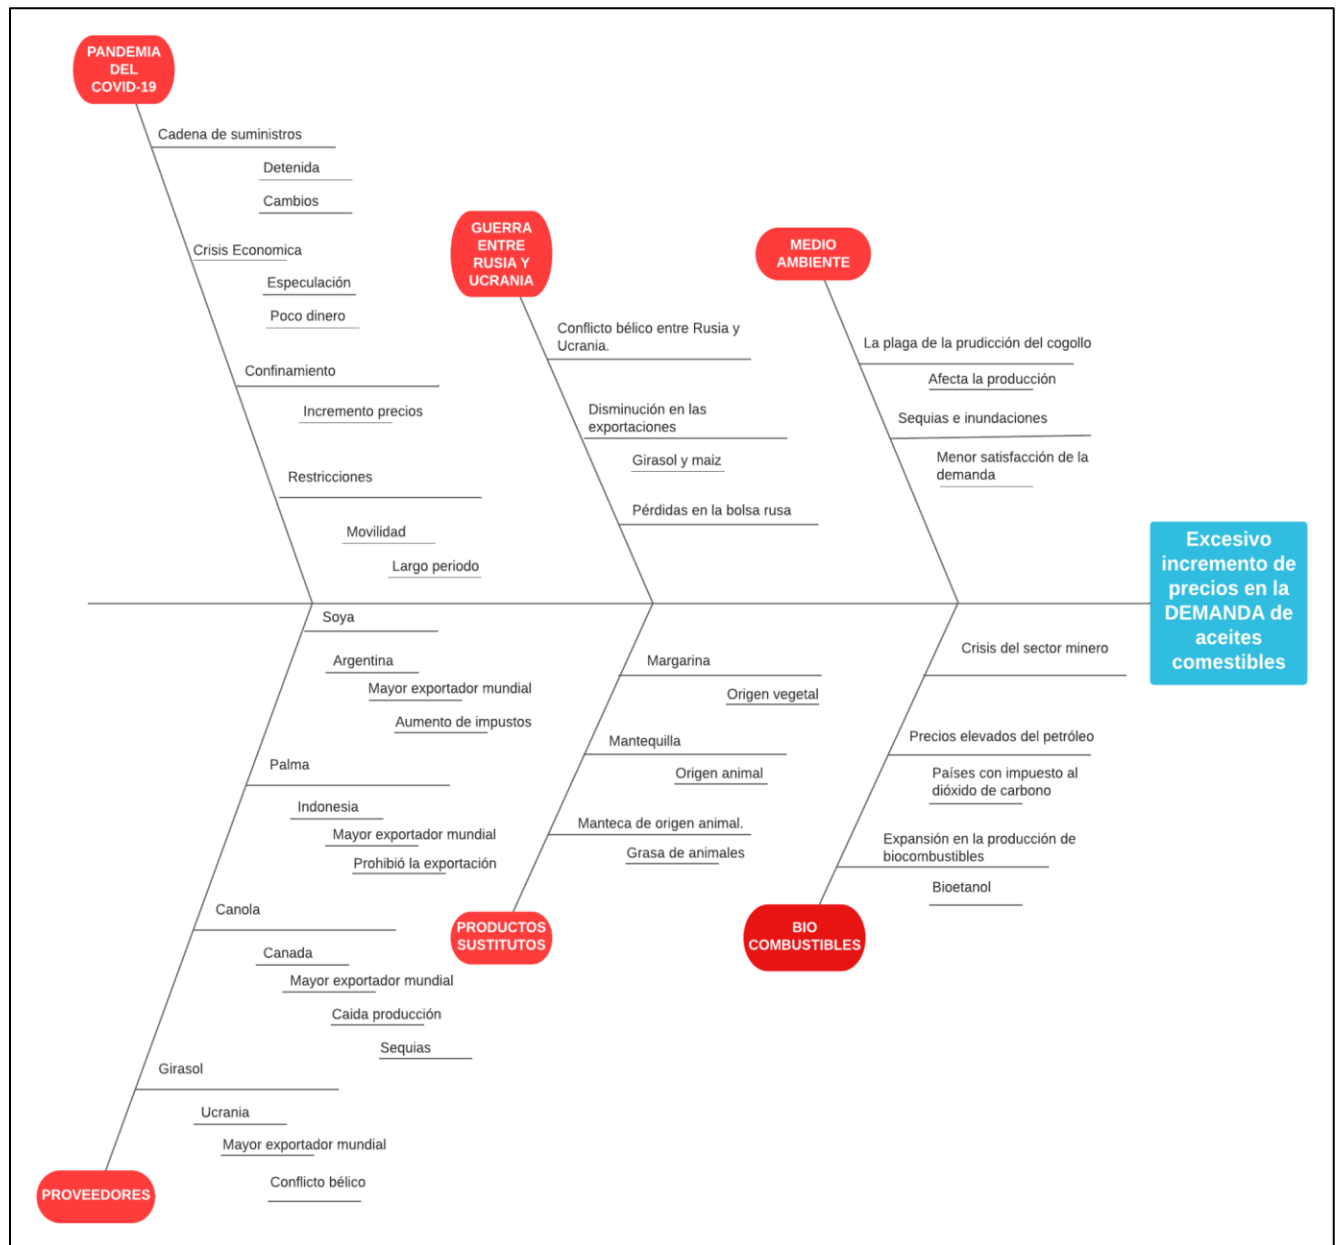 PANDEMIA
DEL
COVID-19
Cadena de suministros
Detenida
Cambios
Crisis Economica
Especulación
Poco dinero
Confinamiento
Incremento precios
Restricciones
Movilidad
Largo periodo
GUERRA
ENTRE
RUSIA Y
UCRANIA
Conflicto bélico entre Rusia y
Ucrania.
Disminución en las
exportaciones
Girasol y maiz
Pérdidas en la bolsa rusa
MEDIO
AMBIENTE
La plaga de la prudicción del cogollo
Afecta la producción
Sequias e inundaciones
Menor satisfacción de la
demanda
Excesivo
incremento de
precios en la
DEMANDA de
aceites
comestibles
Soya
Argentina
Mayor exportador mundial
Aumento de impustos
Palma
Indonesia
Mayor exportador mundial
Prohibió la exportación
Canola
Canada
Mayor exportador mundial
Caida producción
Sequias
Girasol
Ucrania
Mayor exportador mundial
Conflicto bélico
PROVEEDORES
Margarina
Origen vegetal
Mantequilla
Origen animal
Manteca de origen animal.
Grasa de animales
PRODUCTOS
SUSTITUTOS
Crisis del sector minero
Precios elevados del petróleo
Países con impuesto al
dióxido de carbono
Expansión en la producción de
biocombustibles
Bioetanol
BIO
COMBUSTIBLES